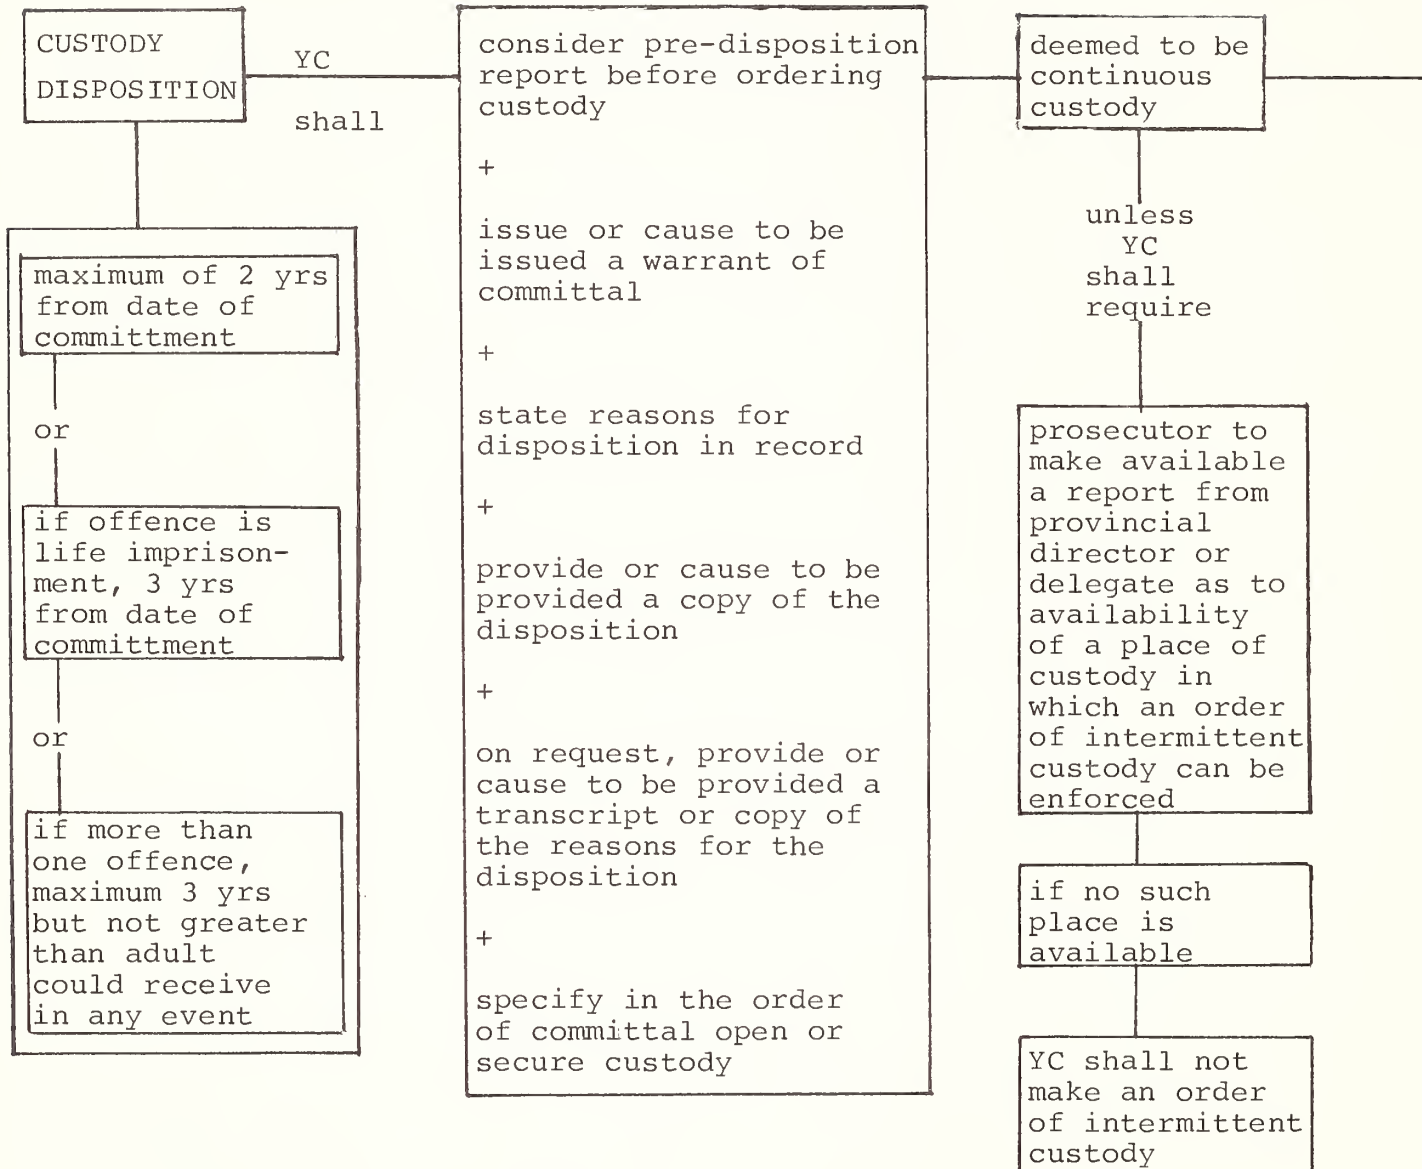 CUSTODY
DISPOSITION
YC
shall
maximum of 2 yrs
from date of
committment
or
if offence is
life imprison-
ment, 3 yrs
from date of
committment
or
if more than
one offence,
maximum 3 yrs
but not greater
than adult
could receive
in any event
consider pre-disposition
report before ordering
custody
+
issue or cause to be
issued a warrant of
committal
+
state reasons for
disposition in record
+
provide or cause to be
provided a copy of the
disposition
+
on request, provide or
cause to be provided a
transcript or copy of
the reasons for the
disposition
+
specify in the order
of committal open or
secure custody
deemed to be
continuous
custody
unless
YC
shall
require
prosecutor to
make available
a report from
provincial
director or
delegate as to
availability
of a place of
custody in
which an order
of intermittent
custody can be
enforced
if no such
place is
available
YC shall not
make an order
of intermittent
custody